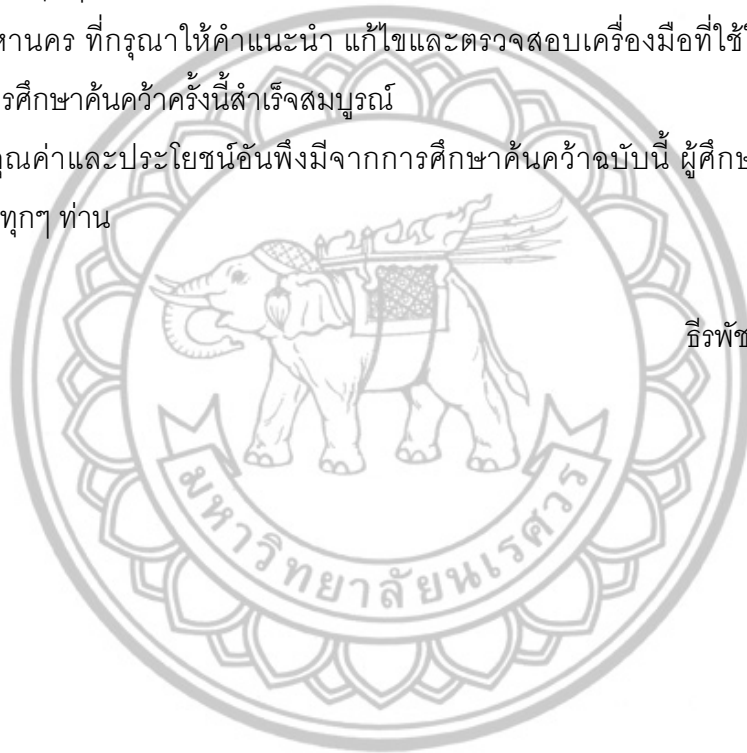 หานคร ที่กรุณาให้คำแนะนำ แก้ไขและตรวจสอบเครื่องมือที่ใช้
รศึกษาค้นคว้าครั้งนี้สำเร็จสมบูรณ์
ุณค่าและประโยชน์อันพึงมีจากการศึกษาค้นคว้าฉบับนี้ ผู้ศึกษ
ทุกๆ ท่าน
ธีรพัช
มหาวิทยาลัยนเรศวร